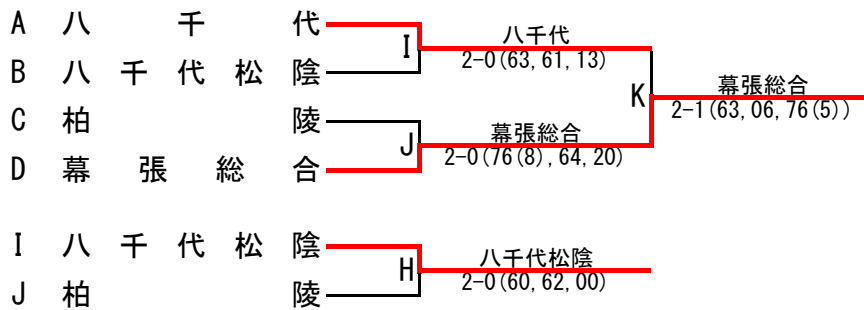 A 八千代
I
八千代
2-0(63, 61, 13)
B 八千代松陰
K
幕張総合
2-1(63, 06, 76(5))
C 柏陵
J
幕張総合
2-0(76(8), 64, 20)
D 幕張総合
I 八千代松陰
H
八千代松陰
2-0(60, 62, 00)
J 柏陵